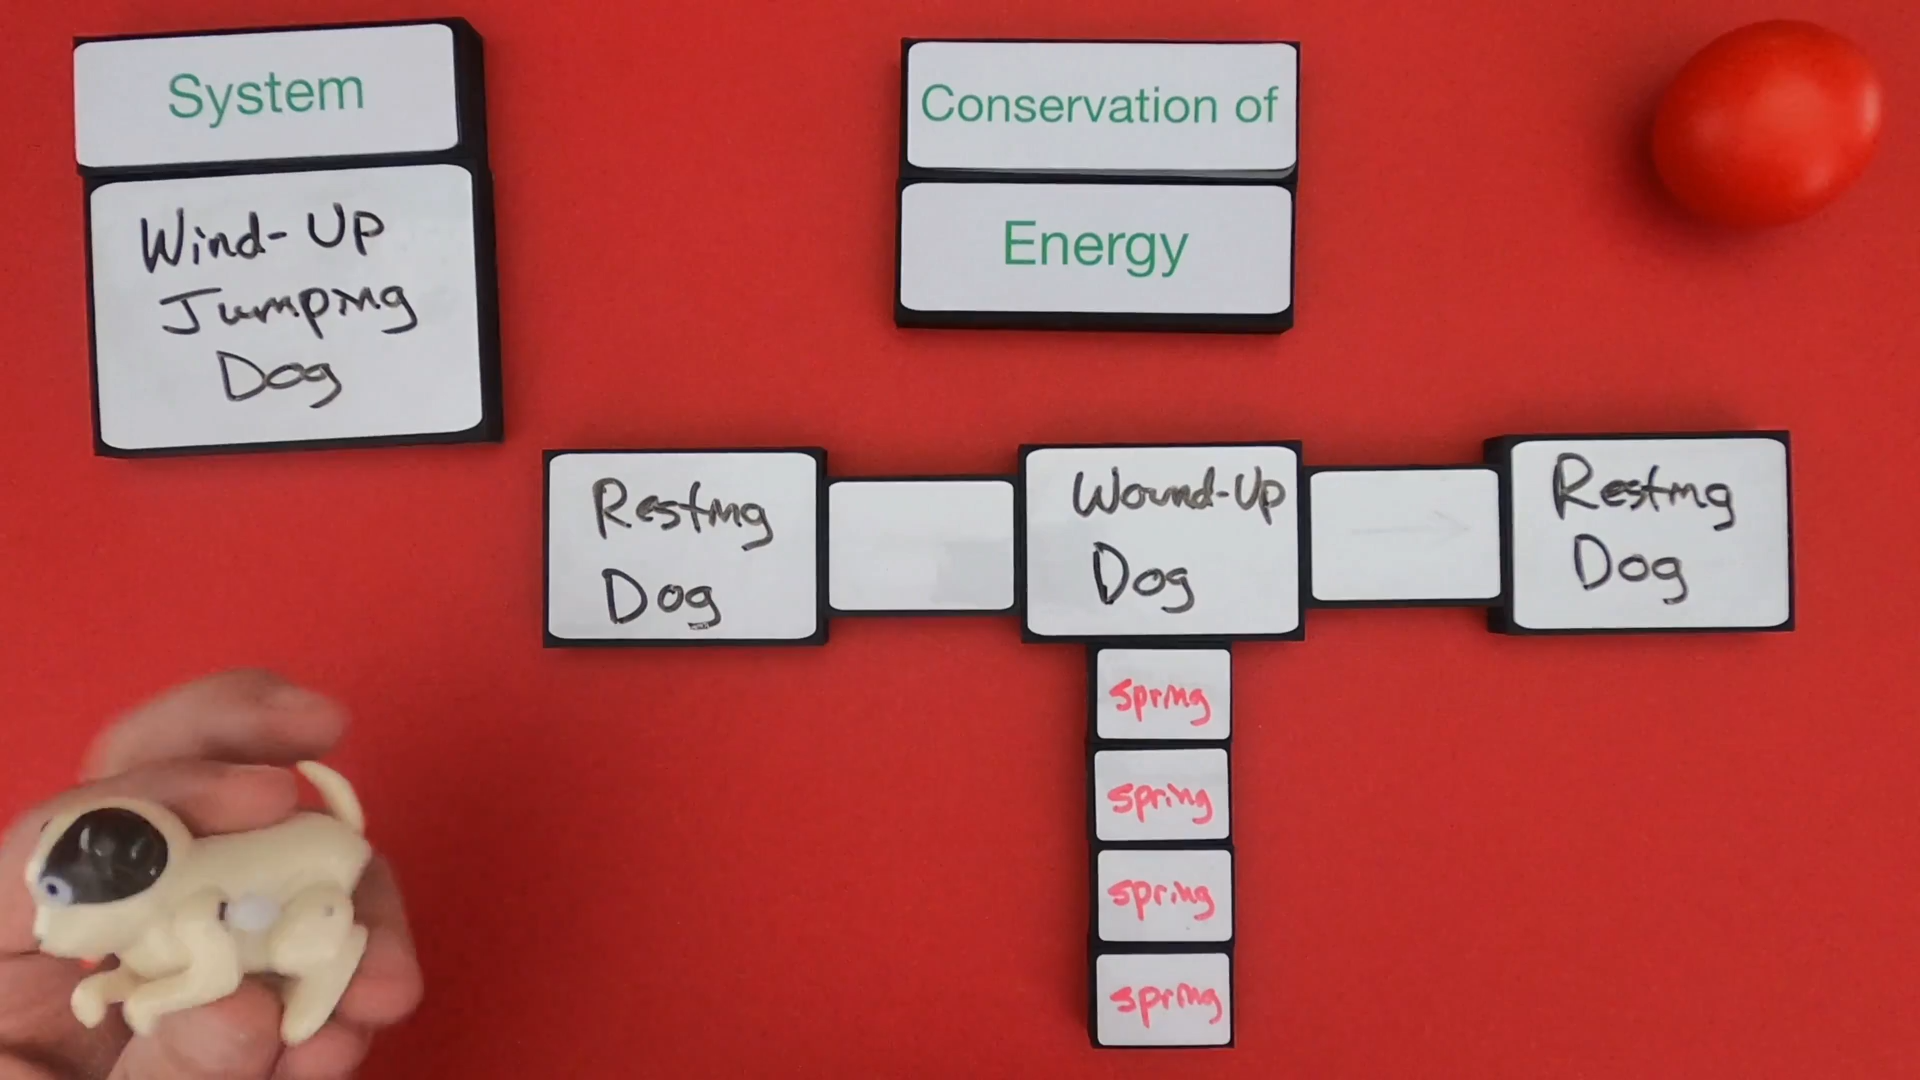 System
Wind-Up
Jumping
Dog
Conservation of
Energy
Resting
Dog
Wound-Up
Dog
Resting
Dog
spring
spring
spring
spring